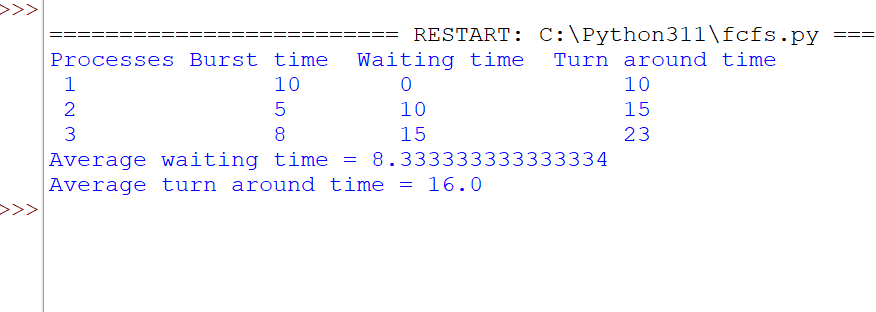 >>>
========================= RESTART: C:\Python311\fcfs.py ===
Processes Burst time  Waiting time  Turn around time
 1              10       0               10
 2              5        10              15
 3              8        15              23
Average waiting time = 8.333333333333334
Average turn around time = 16.0
>>>